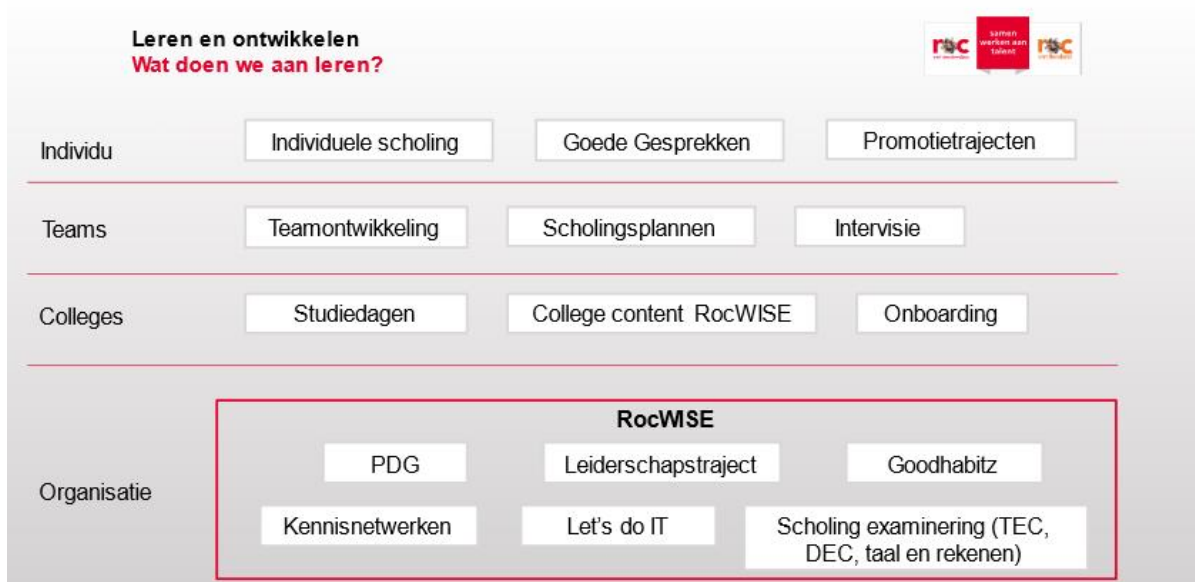 Leren en ontwikkelen
Wat doen we aan leren?
roc
samen
werken aan
talent
roc
Individu
Individuele scholing
Goede Gesprekken
Promotietrajecten
Teams
Teamontwikkeling
Scholingsplannen
Intervisie
Colleges
Studiedagen
College content RocWISE
Onboarding
RocWISE
Organisatie
PDG
Leiderschapstraject
Goodhabitz
Kennisnetwerken
Let's do IT
Scholing examinering (TEC,
DEC, taal en rekenen)